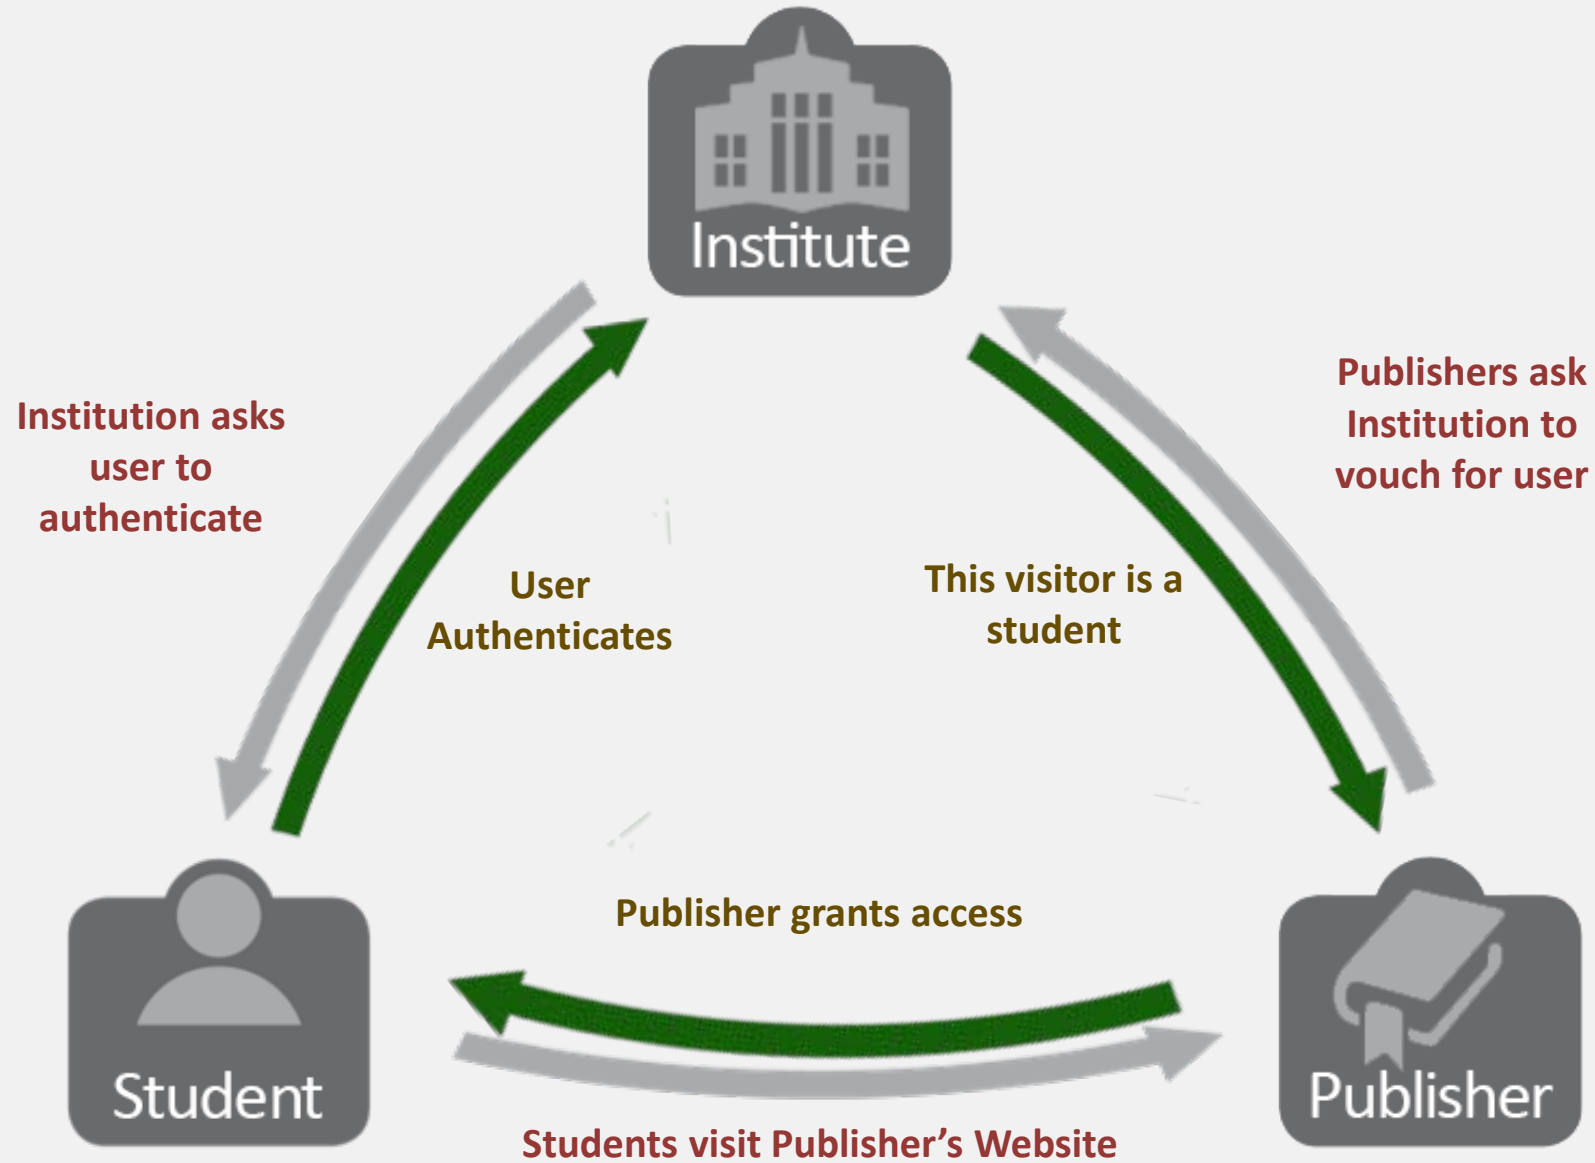 Institute
Institution asks
user to
authenticate
Publishers ask
Institution to
vouch for user
User
Authenticates
This visitor is a
student
Publisher grants access
Student
Publisher
Students visit Publisher’s Website